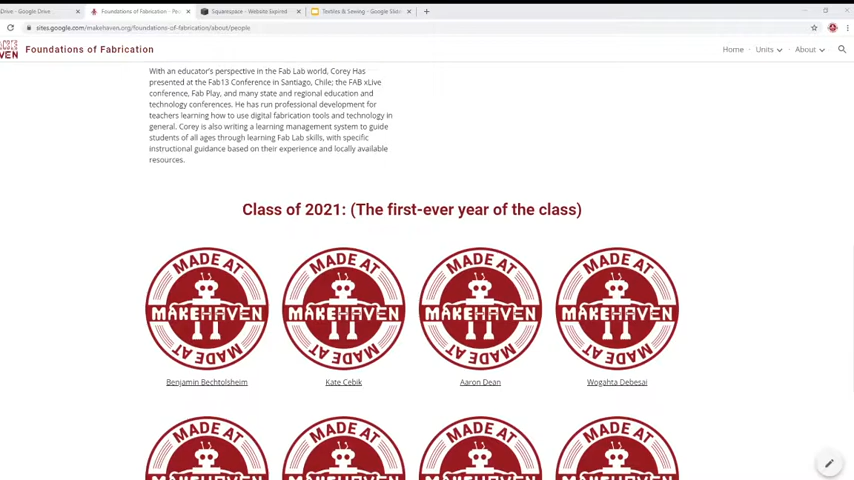 Drive - Google Drive
Foundations of Fabrication - Pe
Squarespace - Website Expired
Textiles & Sewing - Google Slides
sites.google.com/makehaven.org/foundations-of-fabrication/about/people
VEN
Foundations of Fabrication
Home
Units
About
With an educator's perspective in the Fab Lab world, Corey Has
presented at the Fab13 Conference in Santiago, Chile; the FAB xLive
conference, Fab Play, and many state and regional education and
technology conferences. He has run professional development for
teachers learning how to use digital fabrication tools and technology in
general. Corey is also writing a learning management system to guide
students of all ages through learning Fab Lab skills, with specific
instructional guidance based on their experience and locally available
resources.
Class of 2021: (The first-ever year of the class)
MADE AT
MAKEHAVEN
MADE AT
MADE AT
MAKEHAVEN
MADE AT
MADE AT
MAKEHAVEN
MADE AT
MADE AT
MAKEHAVEN
MADE AT
Benjamin Bechtolsheim
Kate Cebik
Aaron Dean
Wogahta Debesai
MADE AT
MAKEHAVEN
MADE AT
MAKEHAVEN
MADE AT
MAKEHAVEN
MADE AT
MAKEHAVEN